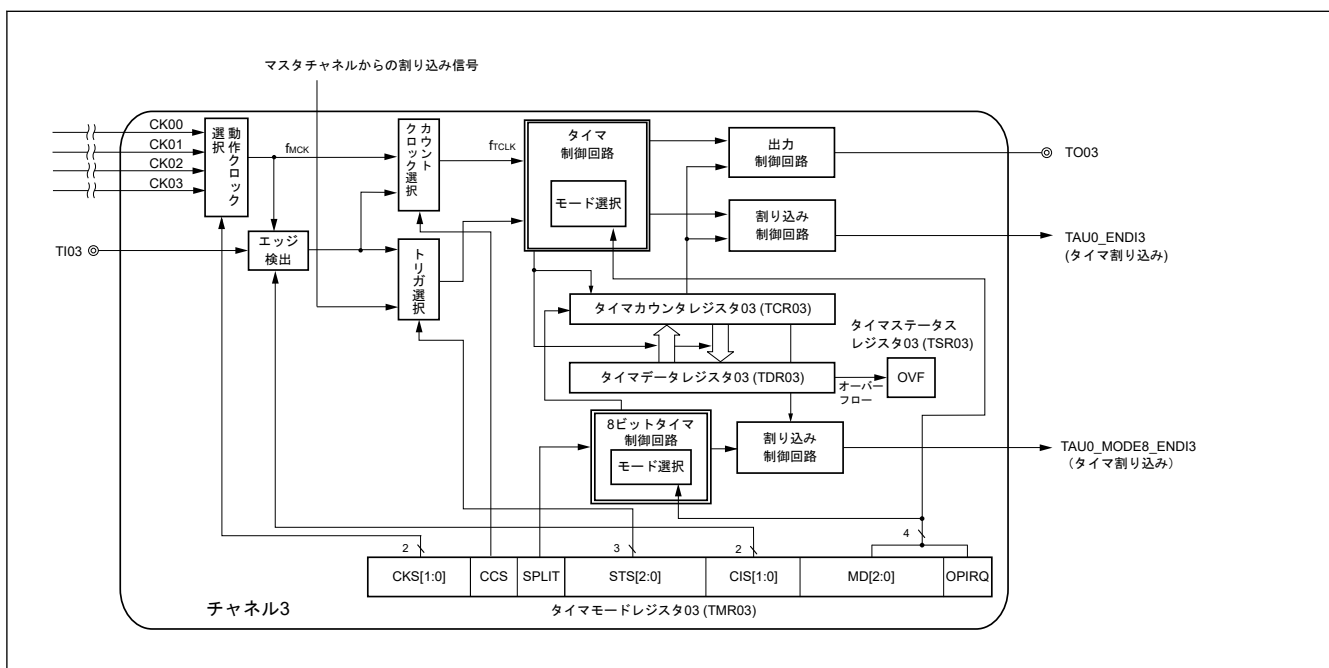 マスタチャネルからの割り込み信号
CK00
CK01
CK02
CK03
動作クロック
選択
fMCK
カウント
クロック選択
fTCLK
タイマ
制御回路
モード選択
出力
制御回路
TO03
TI03
エッジ
検出
トリガ選択
割り込み
制御回路
TAU0_ENDI3
(タイマ割り込み)
タイマカウンタレジスタ03 (TCR03)
タイマステータス
レジスタ03 (TSR03)
タイマデータレジスタ03 (TDR03)
オーバー
フロー
OVF
8ビットタイマ
制御回路
モード選択
割り込み
制御回路
TAU0_MODE8_ENDI3
(タイマ割り込み)
2
3
2
4
CKS[1:0]
CCS
SPLIT
STS[2:0]
CIS[1:0]
MD[2:0]
OPIRQ
チャネル3
タイマモードレジスタ03 (TMR03)